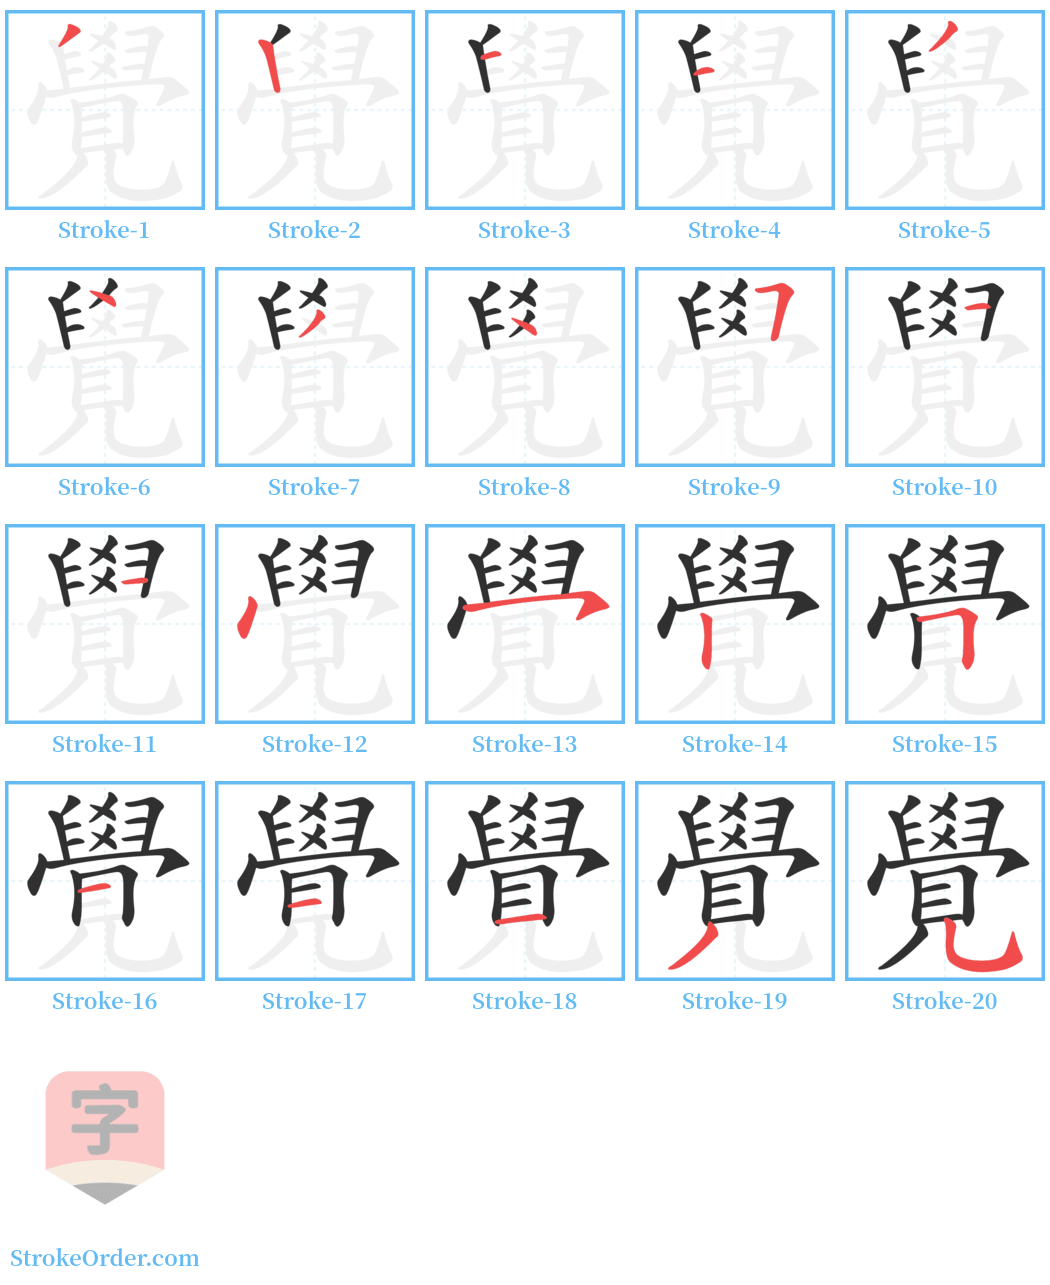 覺 覺 覺 覺 覺
Stroke-1 Stroke-2 Stroke-3 Stroke-4 Stroke-5
覺 覺 覺 覺 覺
Stroke-6 Stroke-7 Stroke-8 Stroke-9 Stroke-10
覺 覺 覺 覺 覺
Stroke-11 Stroke-12 Stroke-13 Stroke-14 Stroke-15
覺 覺 覺 覺 覺
Stroke-16 Stroke-17 Stroke-18 Stroke-19 Stroke-20
字
StrokeOrder.com